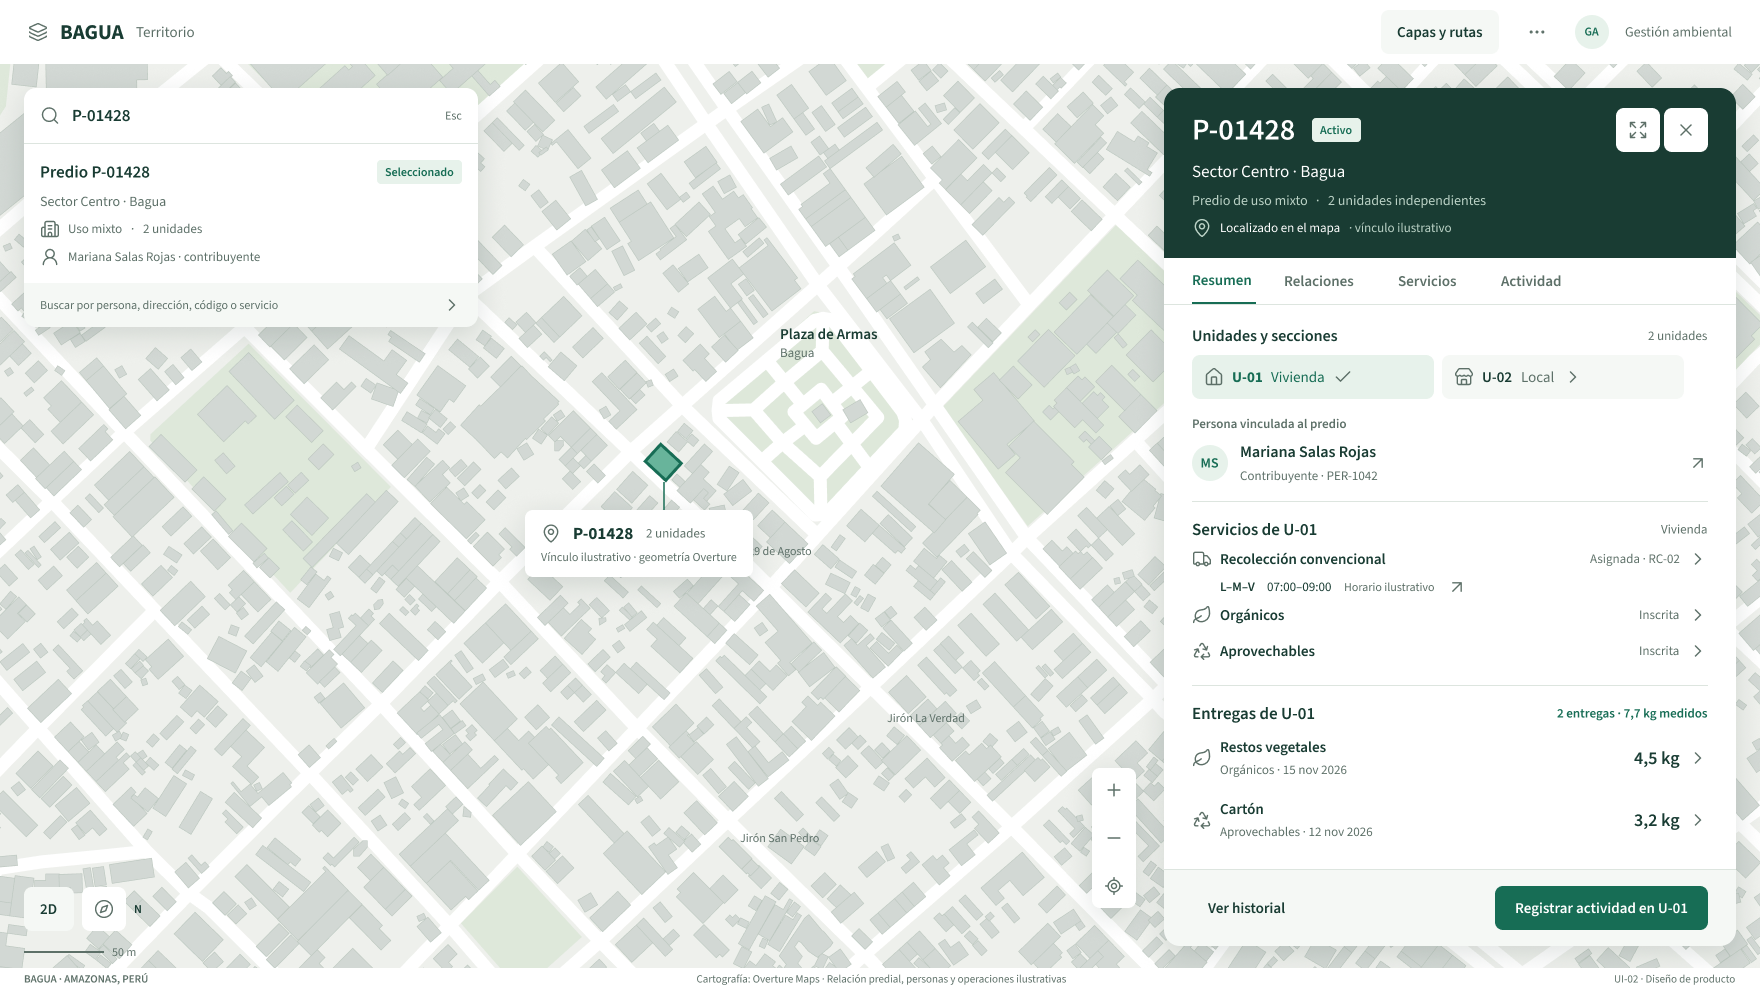 BAGUA Territorio
Capas y rutas
GA Gestión ambiental
P-01428 Esc
Predio P-01428 Seleccionado
Sector Centro · Bagua
Uso mixto · 2 unidades
Mariana Salas Rojas · contribuyente
Buscar por persona, dirección, código o servicio
Plaza de Armas
Bagua
P-01428 2 unidades
Vínculo ilustrativo · geometría Overture
9 de Agosto
Jirón La Verdad
Jirón San Pedro
2D N
50 m
P-01428 Activo
Sector Centro · Bagua
Predio de uso mixto · 2 unidades independientes
Localizado en el mapa · vínculo ilustrativo
Resumen Relaciones Servicios Actividad
Unidades y secciones 2 unidades
U-01 Vivienda U-02 Local
Persona vinculada al predio
MS Mariana Salas Rojas
Contribuyente · PER-1042
Servicios de U-01 Vivienda
Recolección convencional Asignada · RC-02
L–M–V 07:00–09:00 Horario ilustrativo
Orgánicos Inscrita
Aprovechables Inscrita
Entregas de U-01 2 entregas · 7,7 kg medidos
Restos vegetales 4,5 kg
Orgánicos · 15 nov 2026
Cartón 3,2 kg
Aprovechables · 12 nov 2026
Ver historial Registrar actividad en U-01
BAGUA · AMAZONAS, PERÚ
Cartografía: Overture Maps · Relación predial, personas y operaciones ilustrativas
UI-02 · Diseño de producto